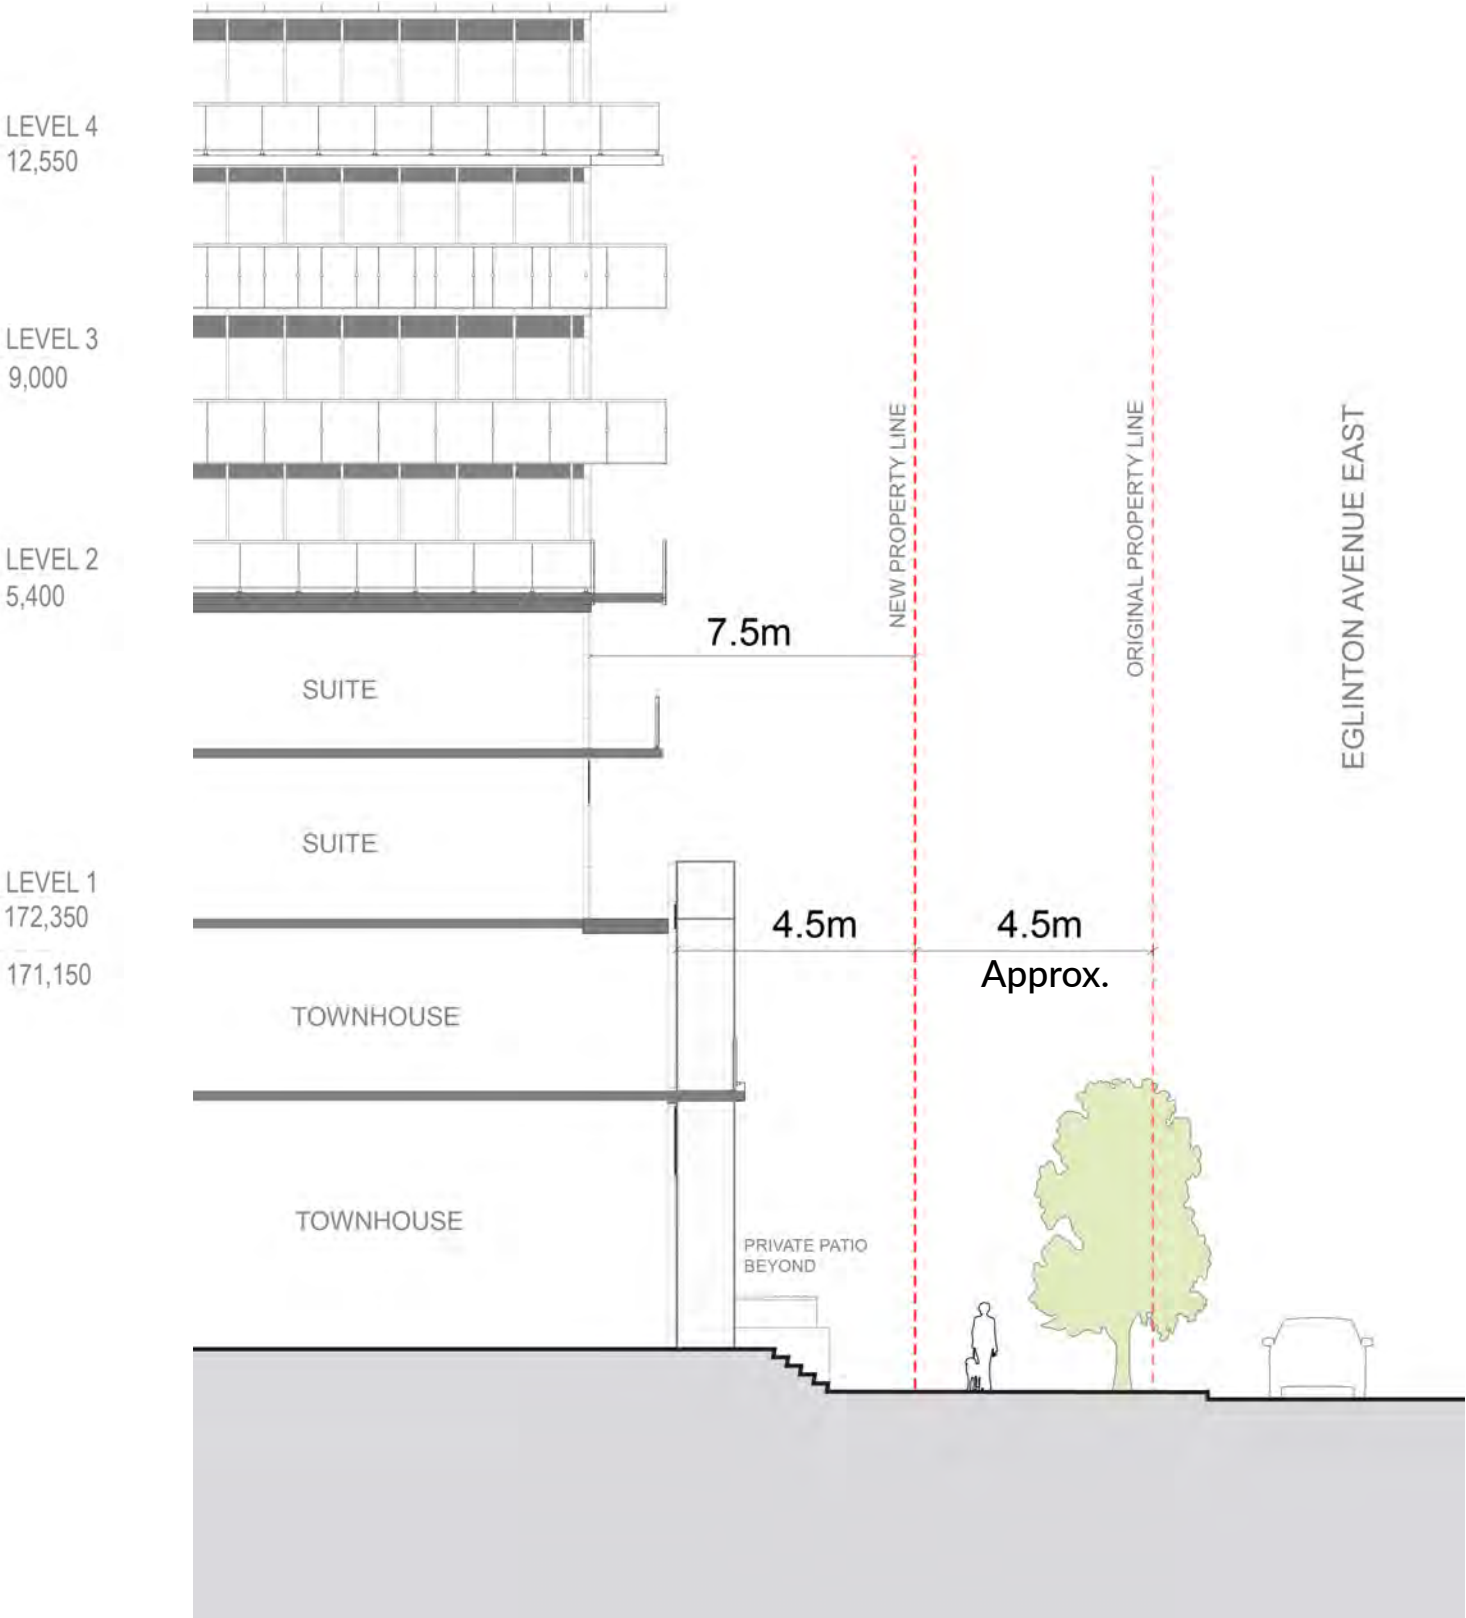 LEVEL 4
12,550
LEVEL 3
9,000
NEW PROPERTY LINE
ORIGINAL PROPERTY LINE
EGLINTON AVENUE EAST
LEVEL 2
5,400
7.5m
SUITE
SUITE
LEVEL 1
172,350
4.5m
4.5m
Approx.
171,150
TOWNHOUSE
TOWNHOUSE
PRIVATE PATIO
BEYOND